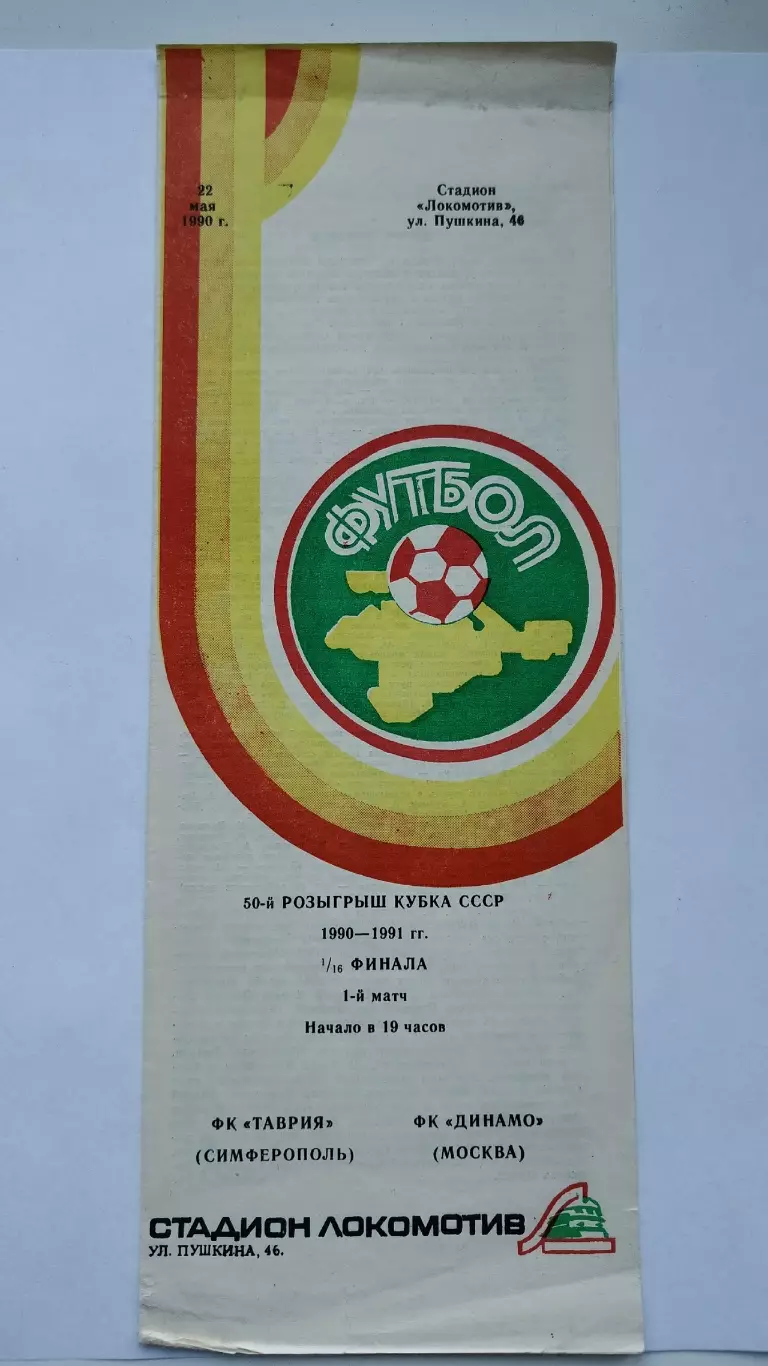 22
мая
1990 г.
Стадион
«Локомотив»,
ул. Пушкина, 46
ФУТБОЛ
50-й РОЗЫГРЫШ КУБКА СССР
1990—1991 гг.
1/16 ФИНАЛА
1-й матч
Начало в 19 часов
ФК «ТАВРИЯ»
(СИМФЕРОПОЛЬ)
ФК «ДИНАМО»
(МОСКВА)
СТАДИОН ЛОКОМОТИВ
УЛ. ПУШКИНА, 46.